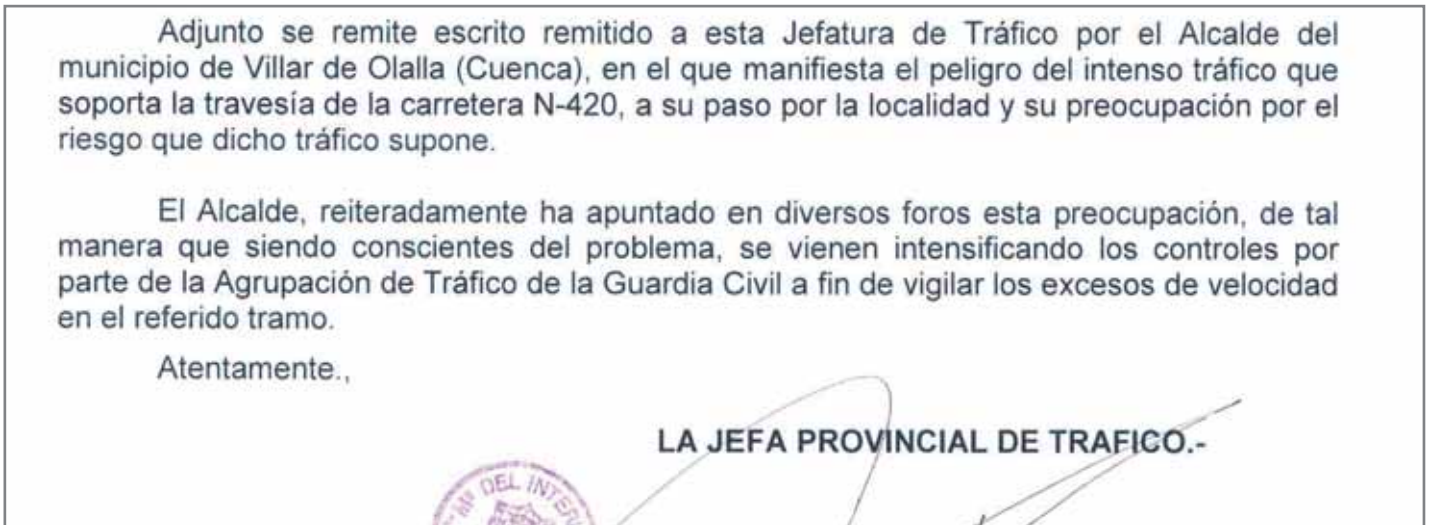 Adjunto se remite escrito remitido a esta Jefatura de Tráfico por el Alcalde del
municipio de Villar de Olalla (Cuenca), en el que manifiesta el peligro del intenso tráfico que
soporta la travesía de la carretera N-420, a su paso por la localidad y su preocupación por el
riesgo que dicho tráfico supone.
El Alcalde, reiteradamente ha apuntado en diversos foros esta preocupación, de tal
manera que siendo conscientes del problema, se vienen intensificando los controles por
parte de la Agrupación de Tráfico de la Guardia Civil a fin de vigilar los excesos de velocidad
en el referido tramo.
Atentamente.,
LA JEFA PROVINCIAL DE TRAFICO.-
Mº DEL